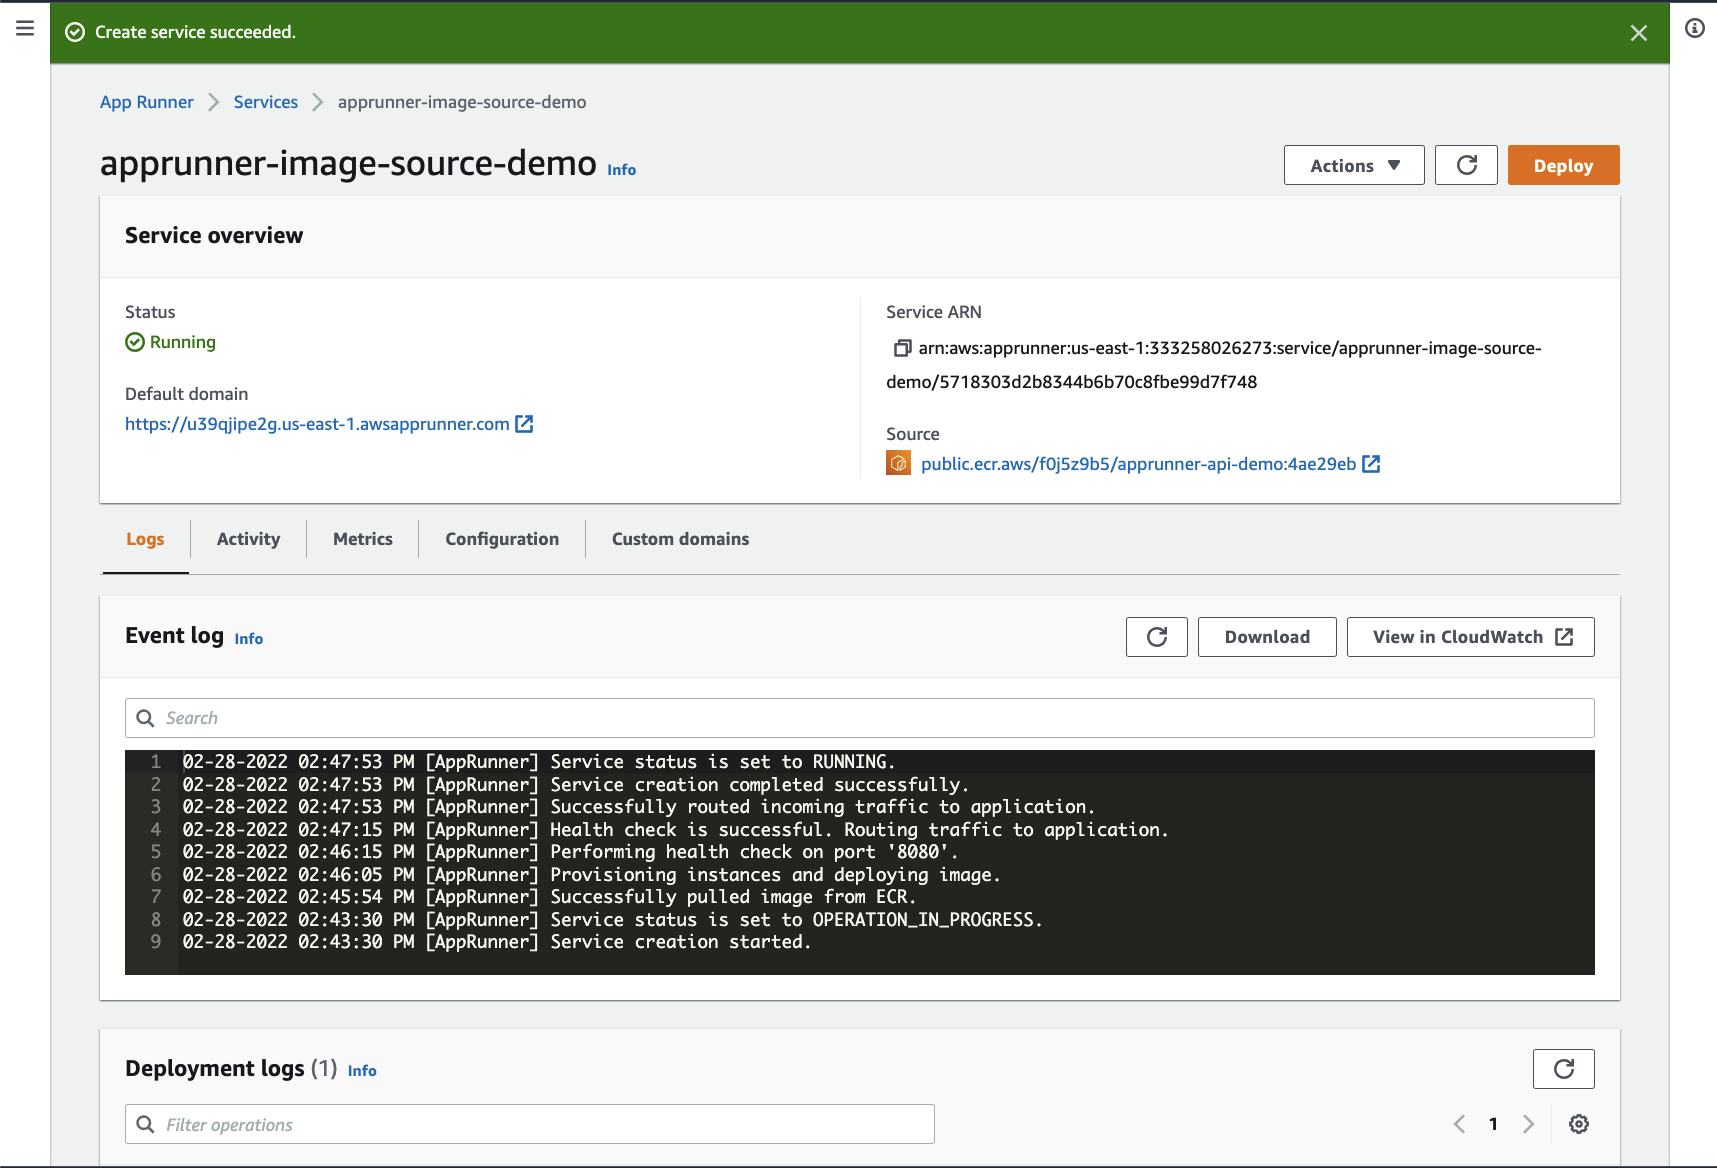 Create service succeeded.
App Runner Services apprunner-image-source-demo
apprunner-image-source-demo Info
Actions Deploy
Service overview
Status
Running
Default domain
https://u39qjipe2g.us-east-1.awsapprunner.com
Service ARN
arn:aws:apprunner:us-east-1:333258026273:service/apprunner-image-source-
demo/5718303d2b8344b6b70c8fbe99d7f748
Source
public.ecr.aws/f0j5z9b5/apprunner-api-demo:4ae29eb
Logs Activity Metrics Configuration Custom domains
Event log Info
Download View in CloudWatch
Search
1 02-28-2022 02:47:53 PM [AppRunner] Service status is set to RUNNING.
2 02-28-2022 02:47:53 PM [AppRunner] Service creation completed successfully.
3 02-28-2022 02:47:53 PM [AppRunner] Successfully routed incoming traffic to application.
4 02-28-2022 02:47:15 PM [AppRunner] Health check is successful. Routing traffic to application.
5 02-28-2022 02:46:15 PM [AppRunner] Performing health check on port '8080'.
6 02-28-2022 02:46:05 PM [AppRunner] Provisioning instances and deploying image.
7 02-28-2022 02:45:54 PM [AppRunner] Successfully pulled image from ECR.
8 02-28-2022 02:43:30 PM [AppRunner] Service status is set to OPERATION_IN_PROGRESS.
9 02-28-2022 02:43:30 PM [AppRunner] Service creation started.
Deployment logs (1) Info
Filter operations
1